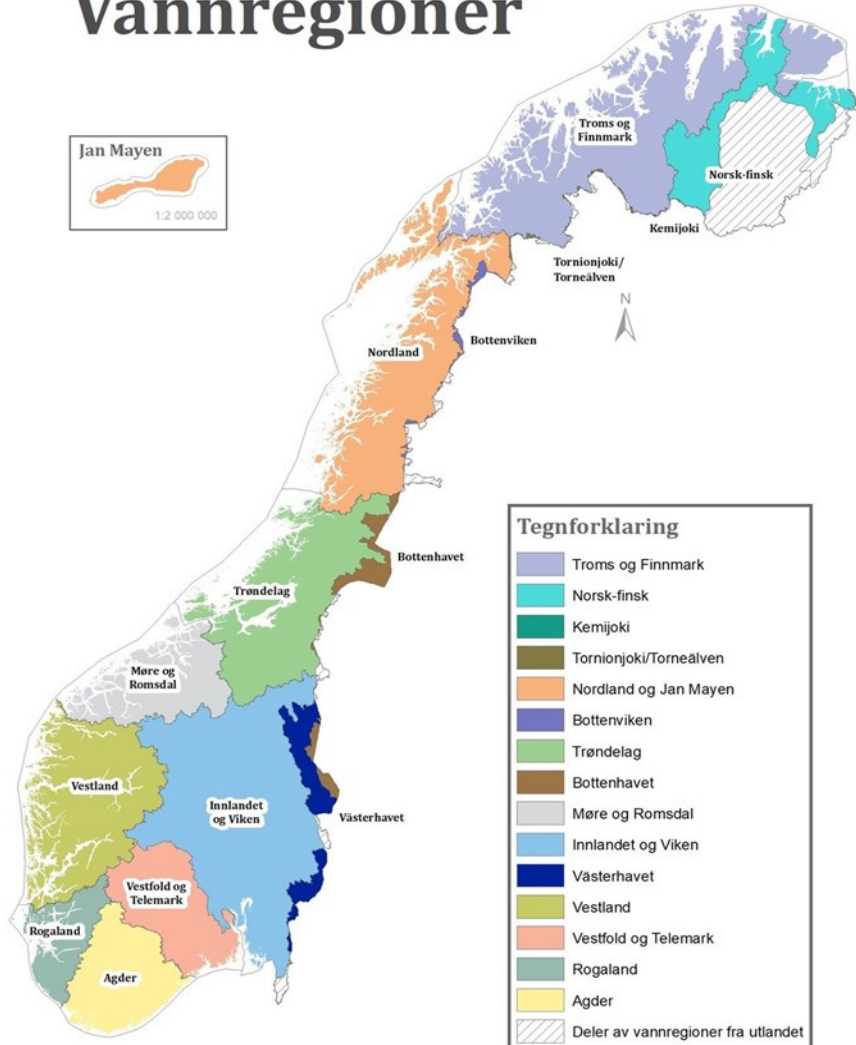 Vannregioner
Jan Mayen
1:2 000 000
Troms og
Finnmark
Norsk-finsk
Kemijoki
Tornionjoki/
Torneälven
N
Bottenviken
Nordland
Bottenhavet
Trøndelag
Møre og
Romsdal
Vestland
Innlandet
og Viken
Västerhavet
Vestfold og
Telemark
Rogaland
Agder
Tegnforklaring
Troms og Finnmark
Norsk-finsk
Kemijoki
Tornionjoki/Torneälven
Nordland og Jan Mayen
Bottenviken
Trøndelag
Bottenhavet
Møre og Romsdal
Innlandet og Viken
Västerhavet
Vestland
Vestfold og Telemark
Rogaland
Agder
Deler av vannregioner fra utlandet